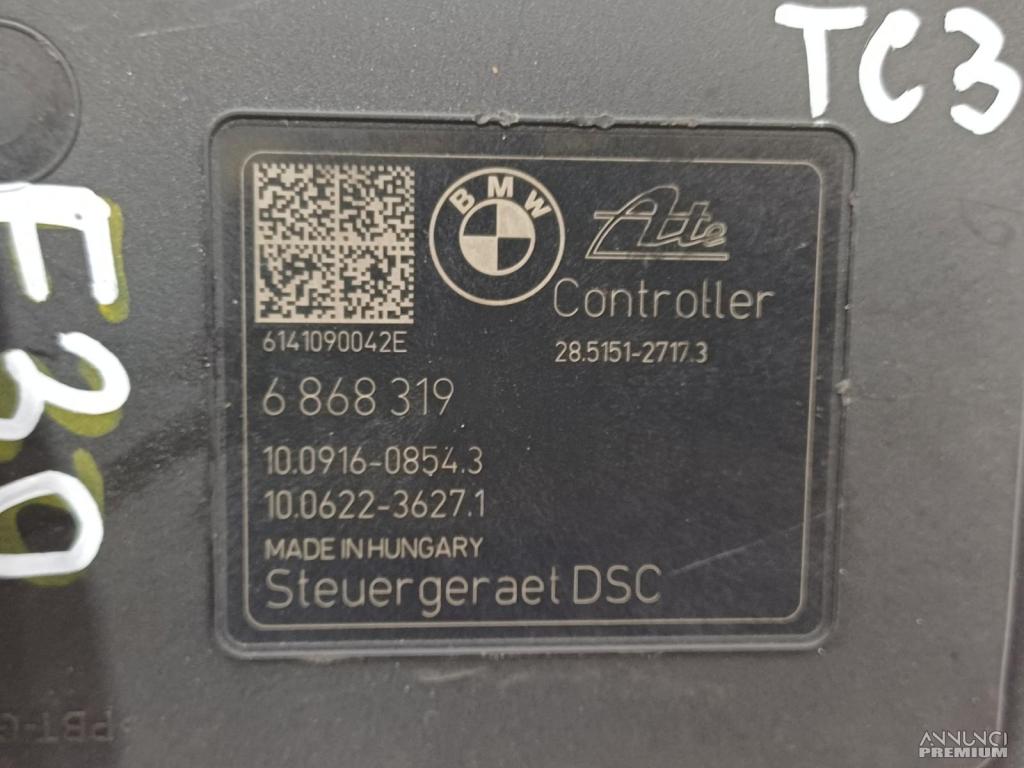 TC3
E30
BMW
Ate
Controller
6141090042E
28.5151-2717.3
6 868 319
10.0916-0854.3
10.0622-3627.1
MADE IN HUNGARY
Steuergeraet DSC
PBT-G
ANNUNCI
PREMIUM